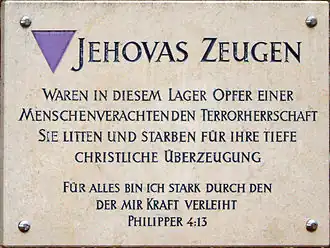 JEHOVAS ZEUGEN
WAREN IN DIESEM LAGER OPFER EINER
MENSCHENVERACHTENDEN TERRORHERRSCHAFT
SIE LITTEN UND STARBEN FÜR IHRE TIEFE
CHRISTLICHE ÜBERZEUGUNG
FÜR ALLES BIN ICH STARK DURCH DEN
DER MIR KRAFT VERLEIHT
PHILIPPER 4:13